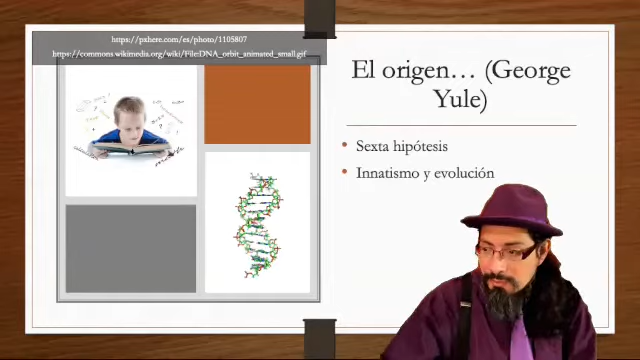 https://pxhere.com/es/photo/1105807
https://commons.wikimedia.org/wiki/File:DNA_orbit_animated_small.gif
El origen… (George
Yule)
• Sexta hipótesis
• Innatismo y evolución